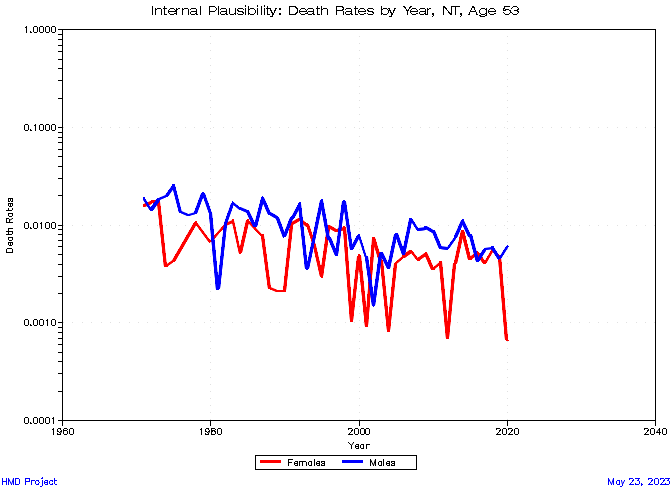 Internal Plausibility: Death Rates by Year, NT, Age 53
1.0000
0.1000
0.0100
0.0010
0.0001
Death Rates
1960
1980
2000
2020
2040
Year
Females
Males
HMD Project
May 23, 2023